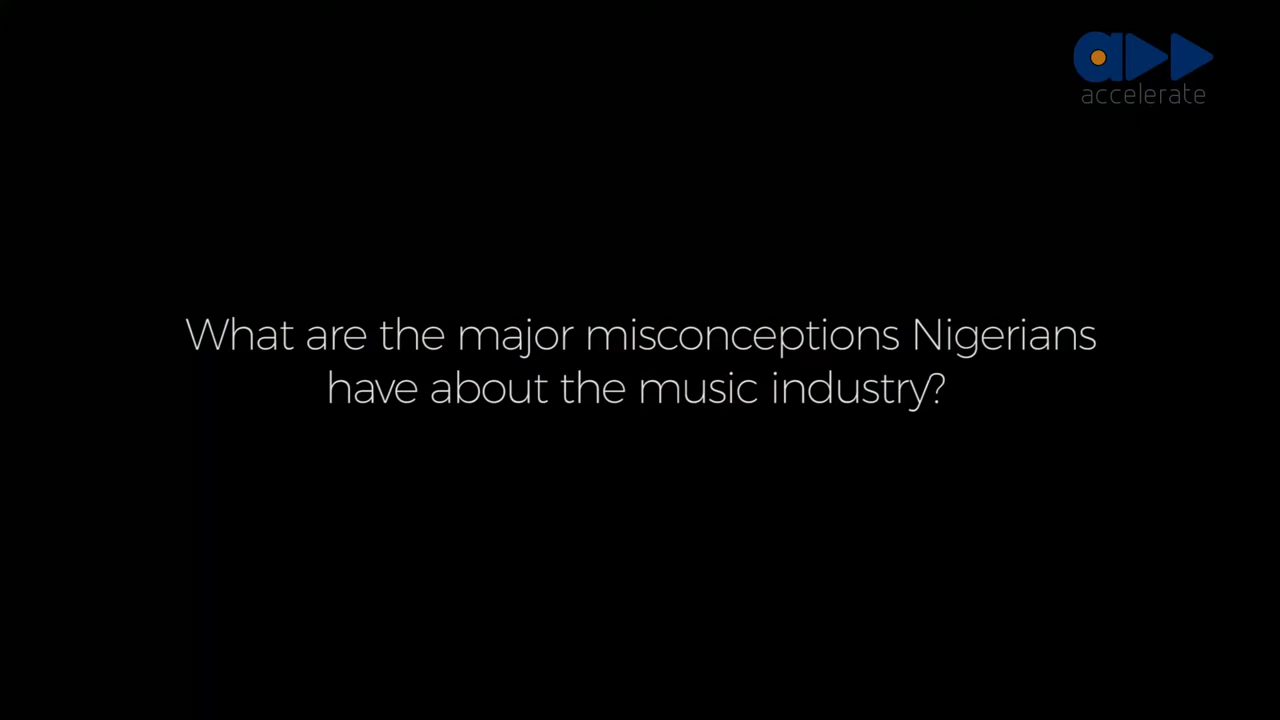 accelerate
What are the major misconceptions Nigerians
have about the music industry?